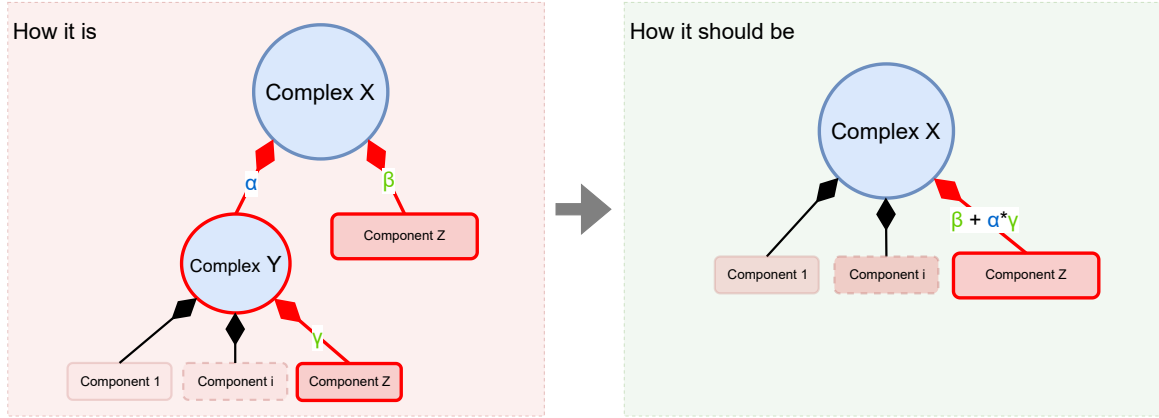 How it is
Complex X
α
β
Component Z
Complex Y
γ
Component 1
Component i
Component Z
How it should be
Complex X
β + α*γ
Component 1
Component i
Component Z